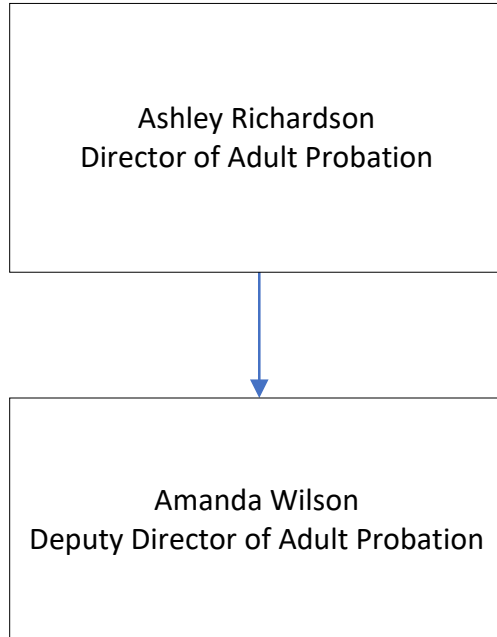 Ashley Richardson
Director of Adult Probation
Amanda Wilson
Deputy Director of Adult Probation